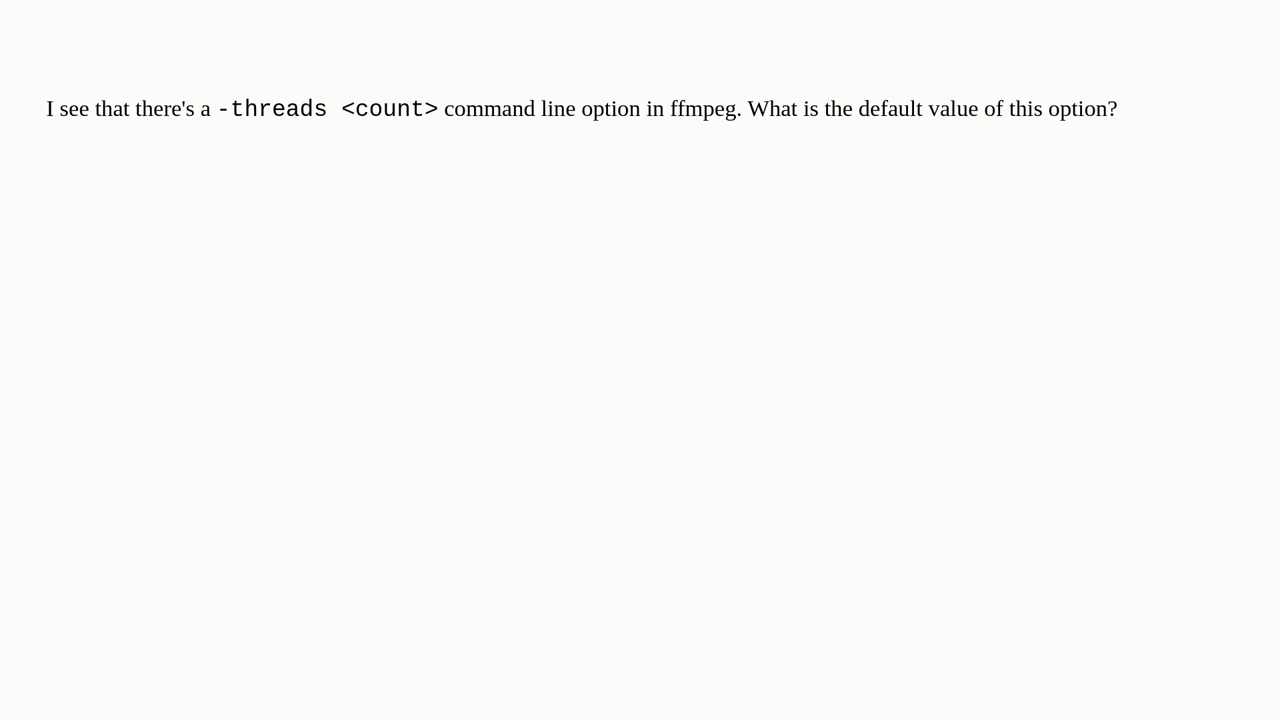 I see that there's a -threads <count> command line option in ffmpeg. What is the default value of this option?